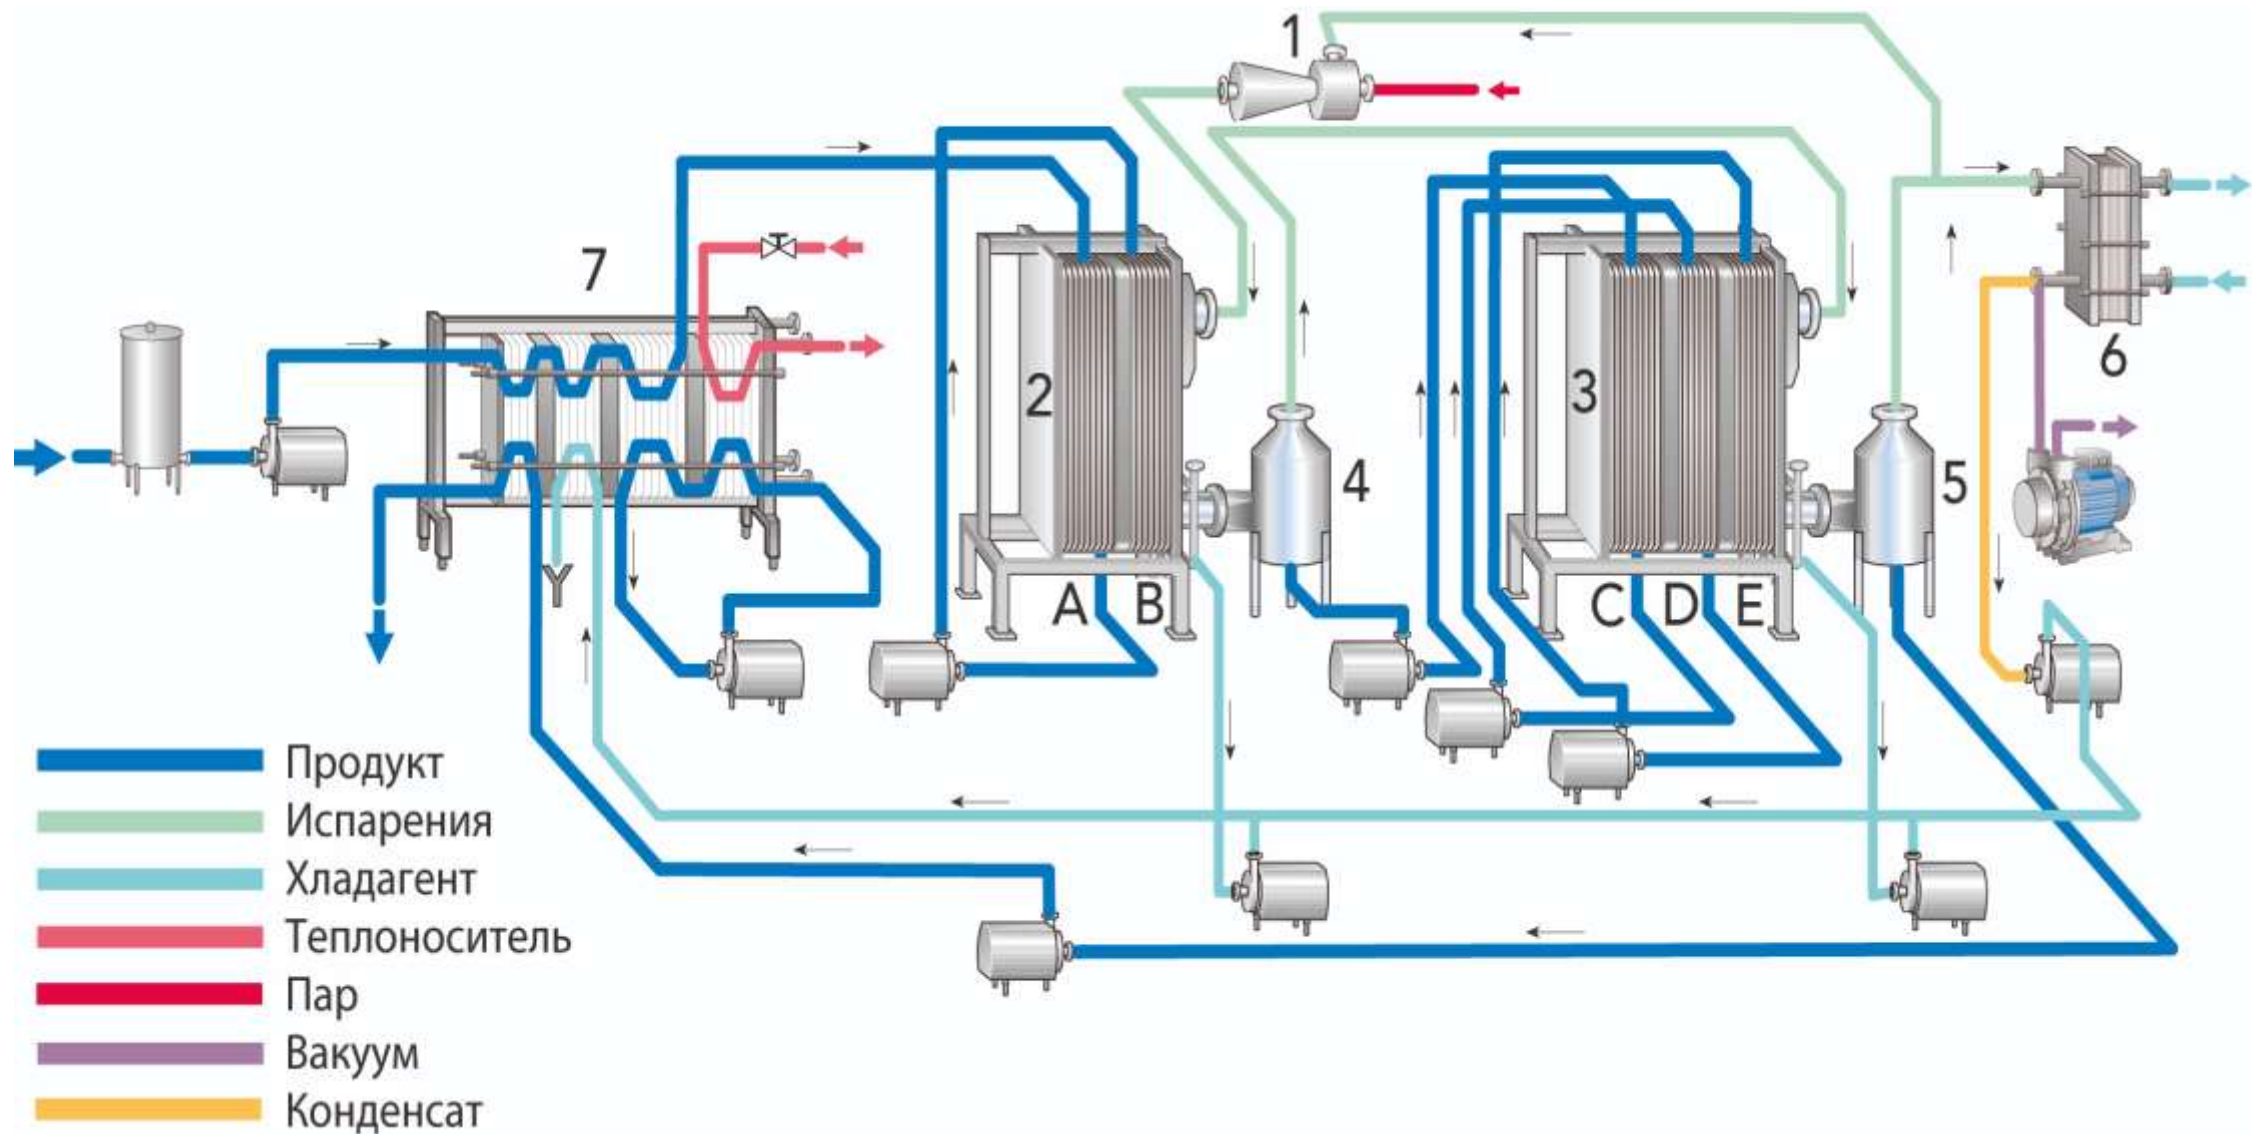 1
7
2
3
6
4
5
Y
A B
C D E
Продукт
Испарения
Хладагент
Теплоноситель
Пар
Вакуум
Конденсат